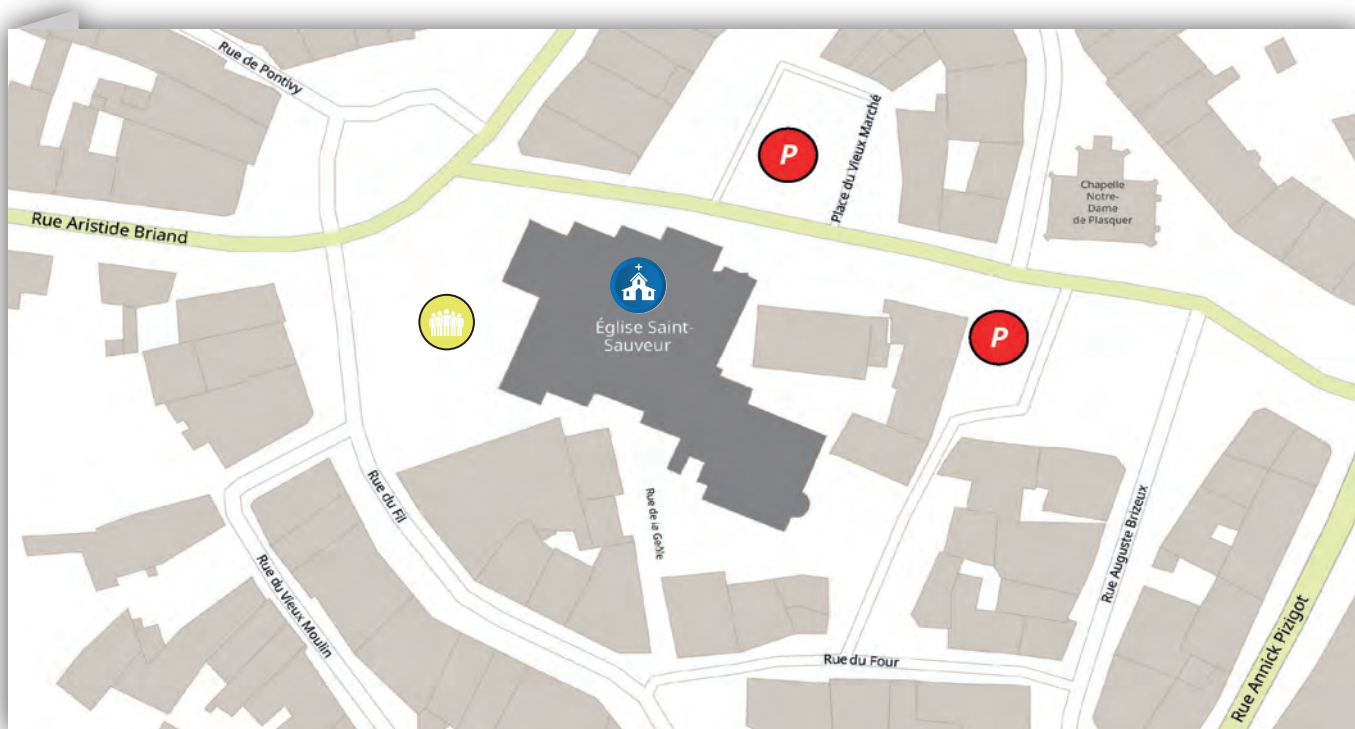 Rue de Pontivy
Place du Vieux Marché
P
Chapelle
Notre-
Dame
de Plasquer
Rue Aristide Briand
Église Saint-
Sauveur
P
Rue du Fil
Rue de la Geôle
Rue Auguste Brizeux
Rue du Vieux Moulin
Rue du Four
Rue Annick Pizigot